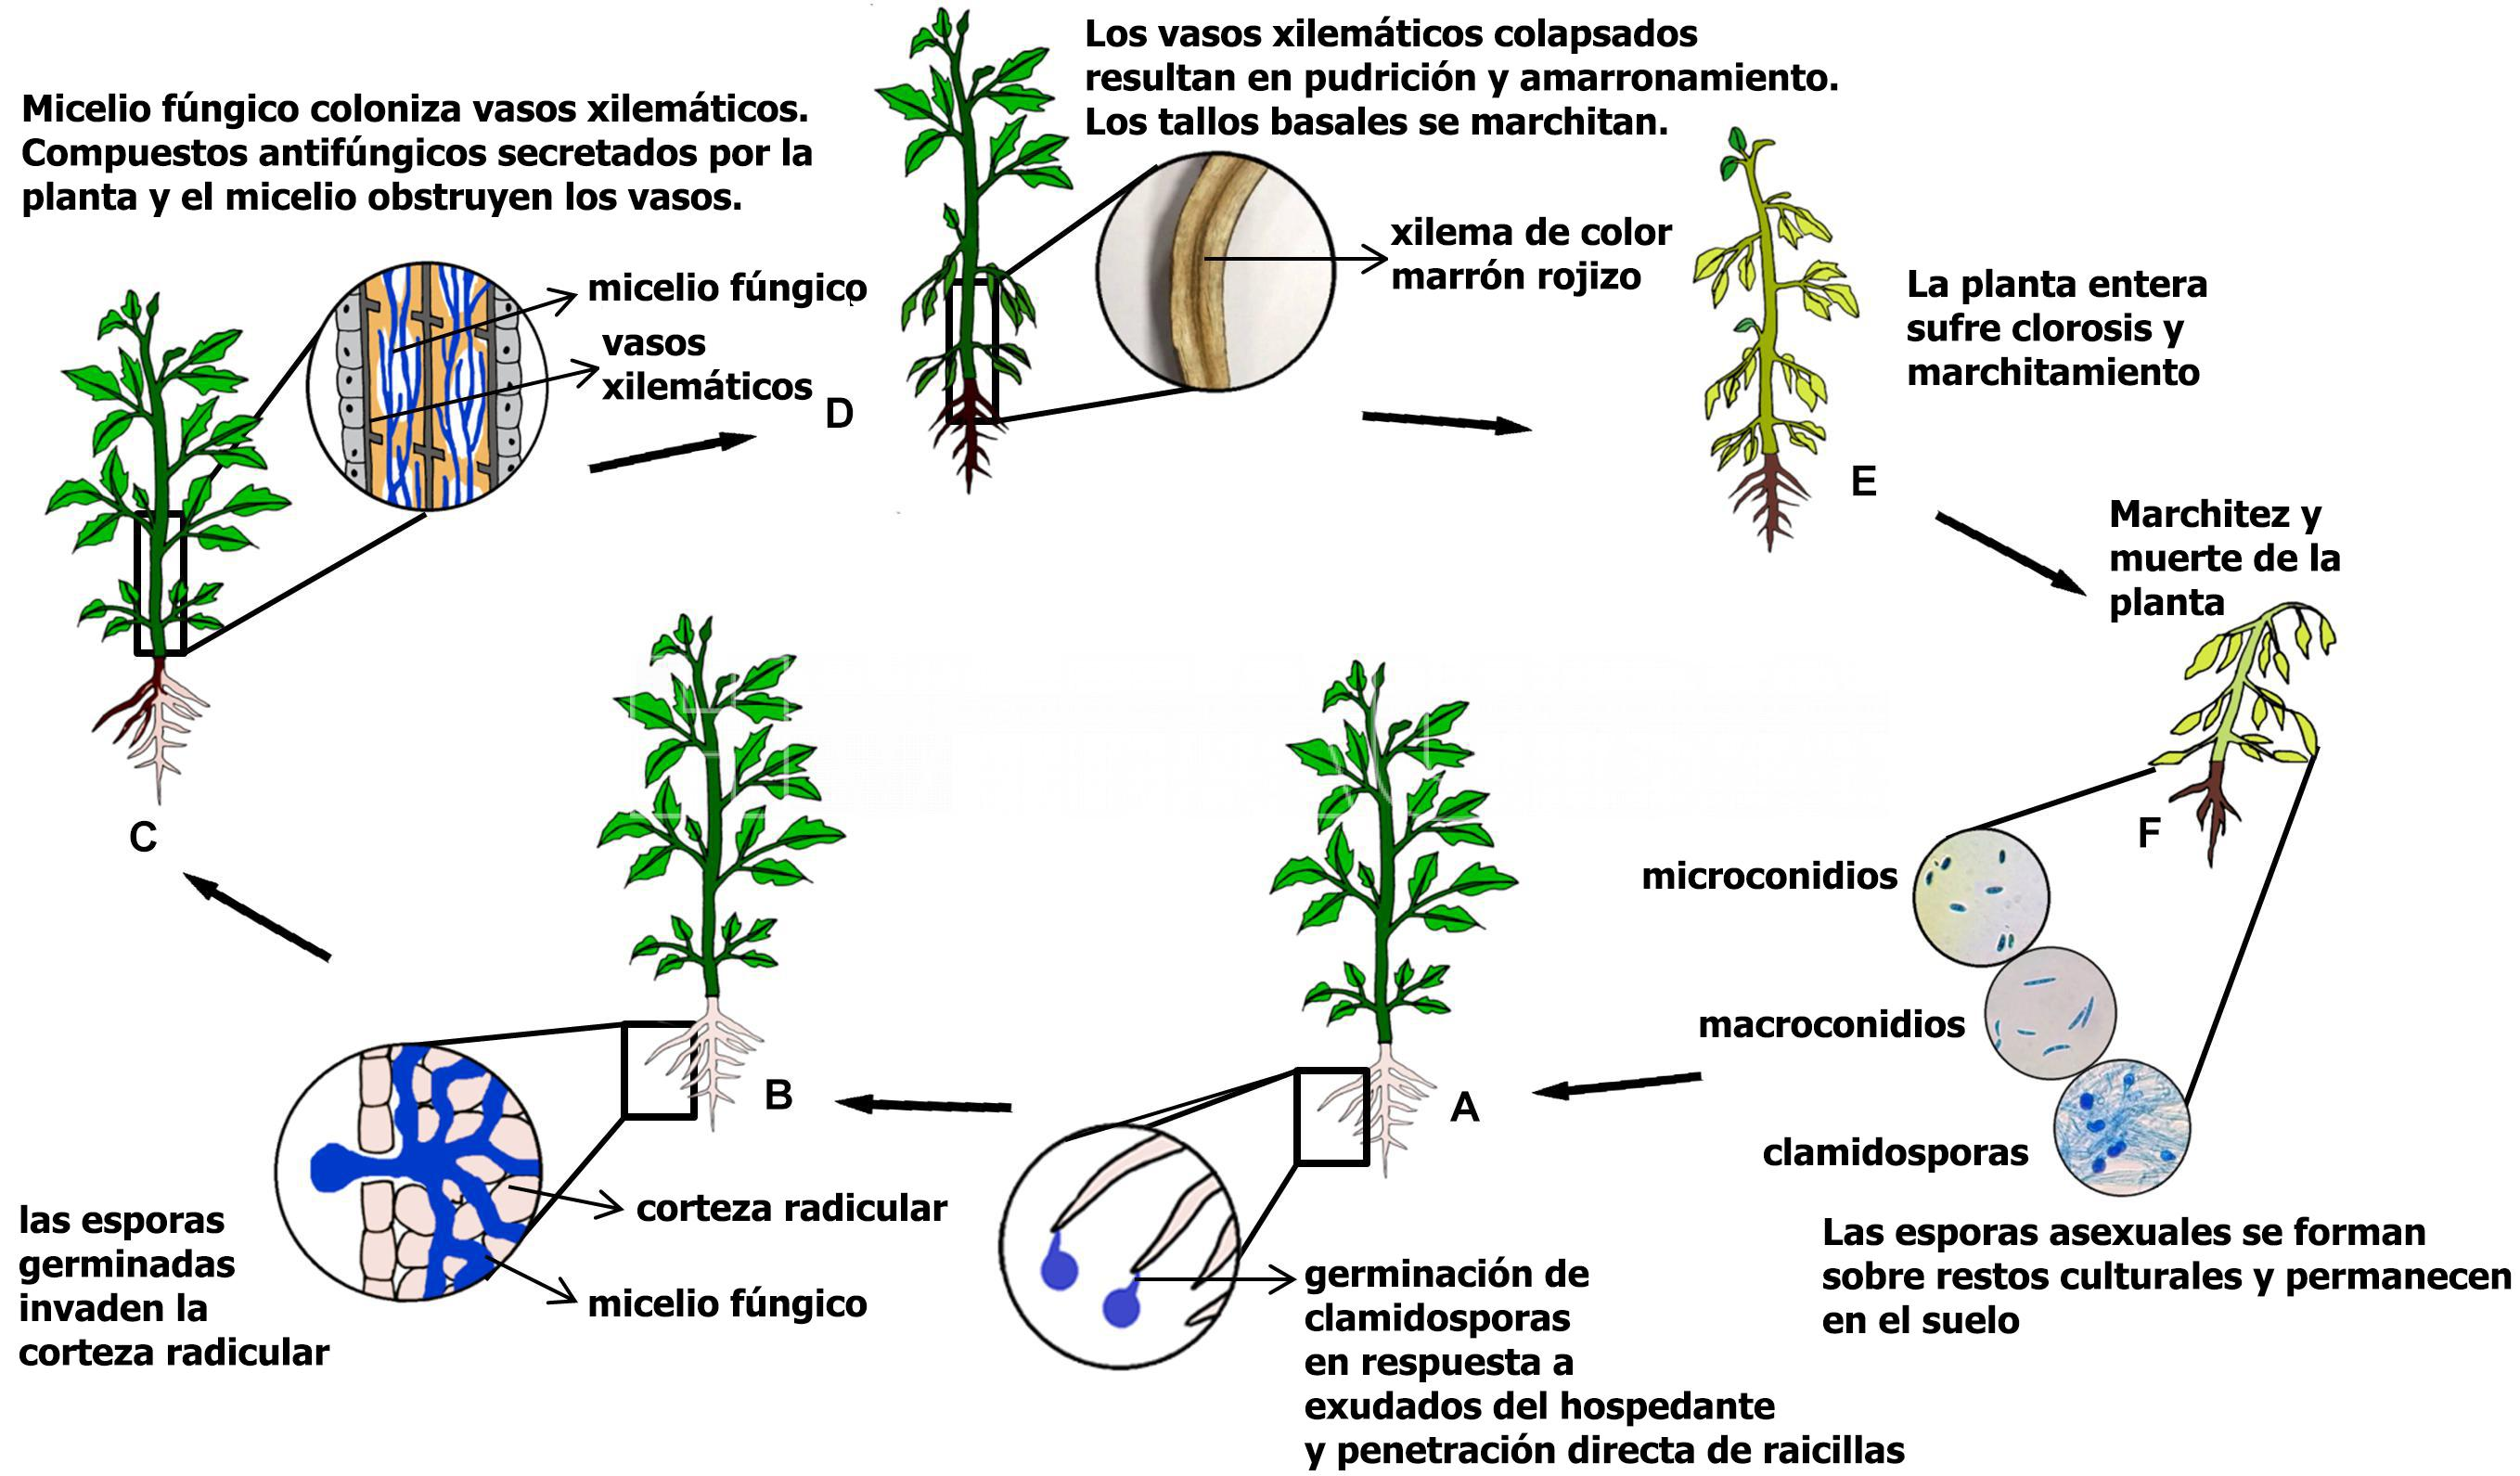 Los vasos xilemáticos colapsados
resultan en pudrición y amarronamiento.
Los tallos basales se marchitan.
Micelio fúngico coloniza vasos xilemáticos.
Compuestos antifúngicos secretados por la
planta y el micelio obstruyen los vasos.
micelio fúngico
vasos
xilemáticos
D
xilema de color
marrón rojizo
La planta entera
sufre clorosis y
marchitamiento
E
Marchitez y
muerte de la
planta
F
C
microconidios
macroconidios
clamidosporas
Las esporas asexuales se forman
sobre restos culturales y permanecen
en el suelo
A
germinación de
clamidosporas
en respuesta a
exudados del hospedante
y penetración directa de raicillas
B
corteza radicular
micelio fúngico
las esporas
germinadas
invaden la
corteza radicular